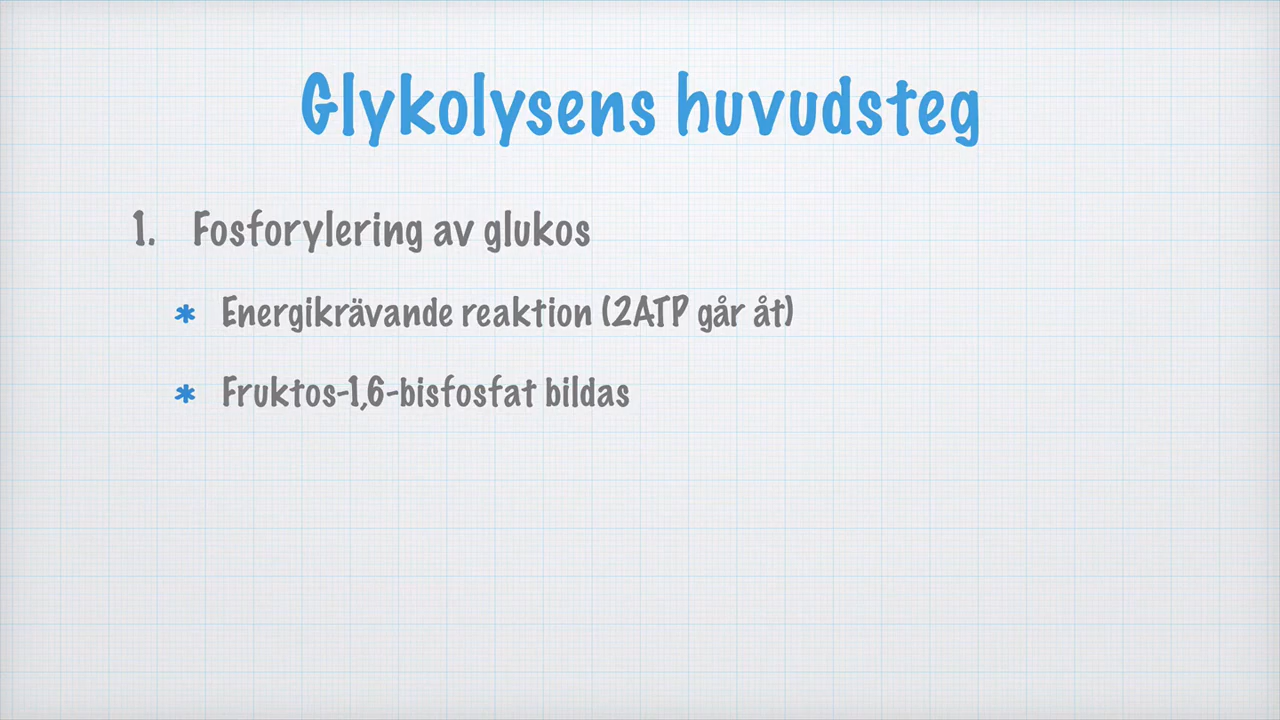 Glykolysens huvudsteg
1. Fosforylering av glukos
* Energikrävande reaktion (2ATP går åt)
* Fruktos-1,6-bisfosfat bildas